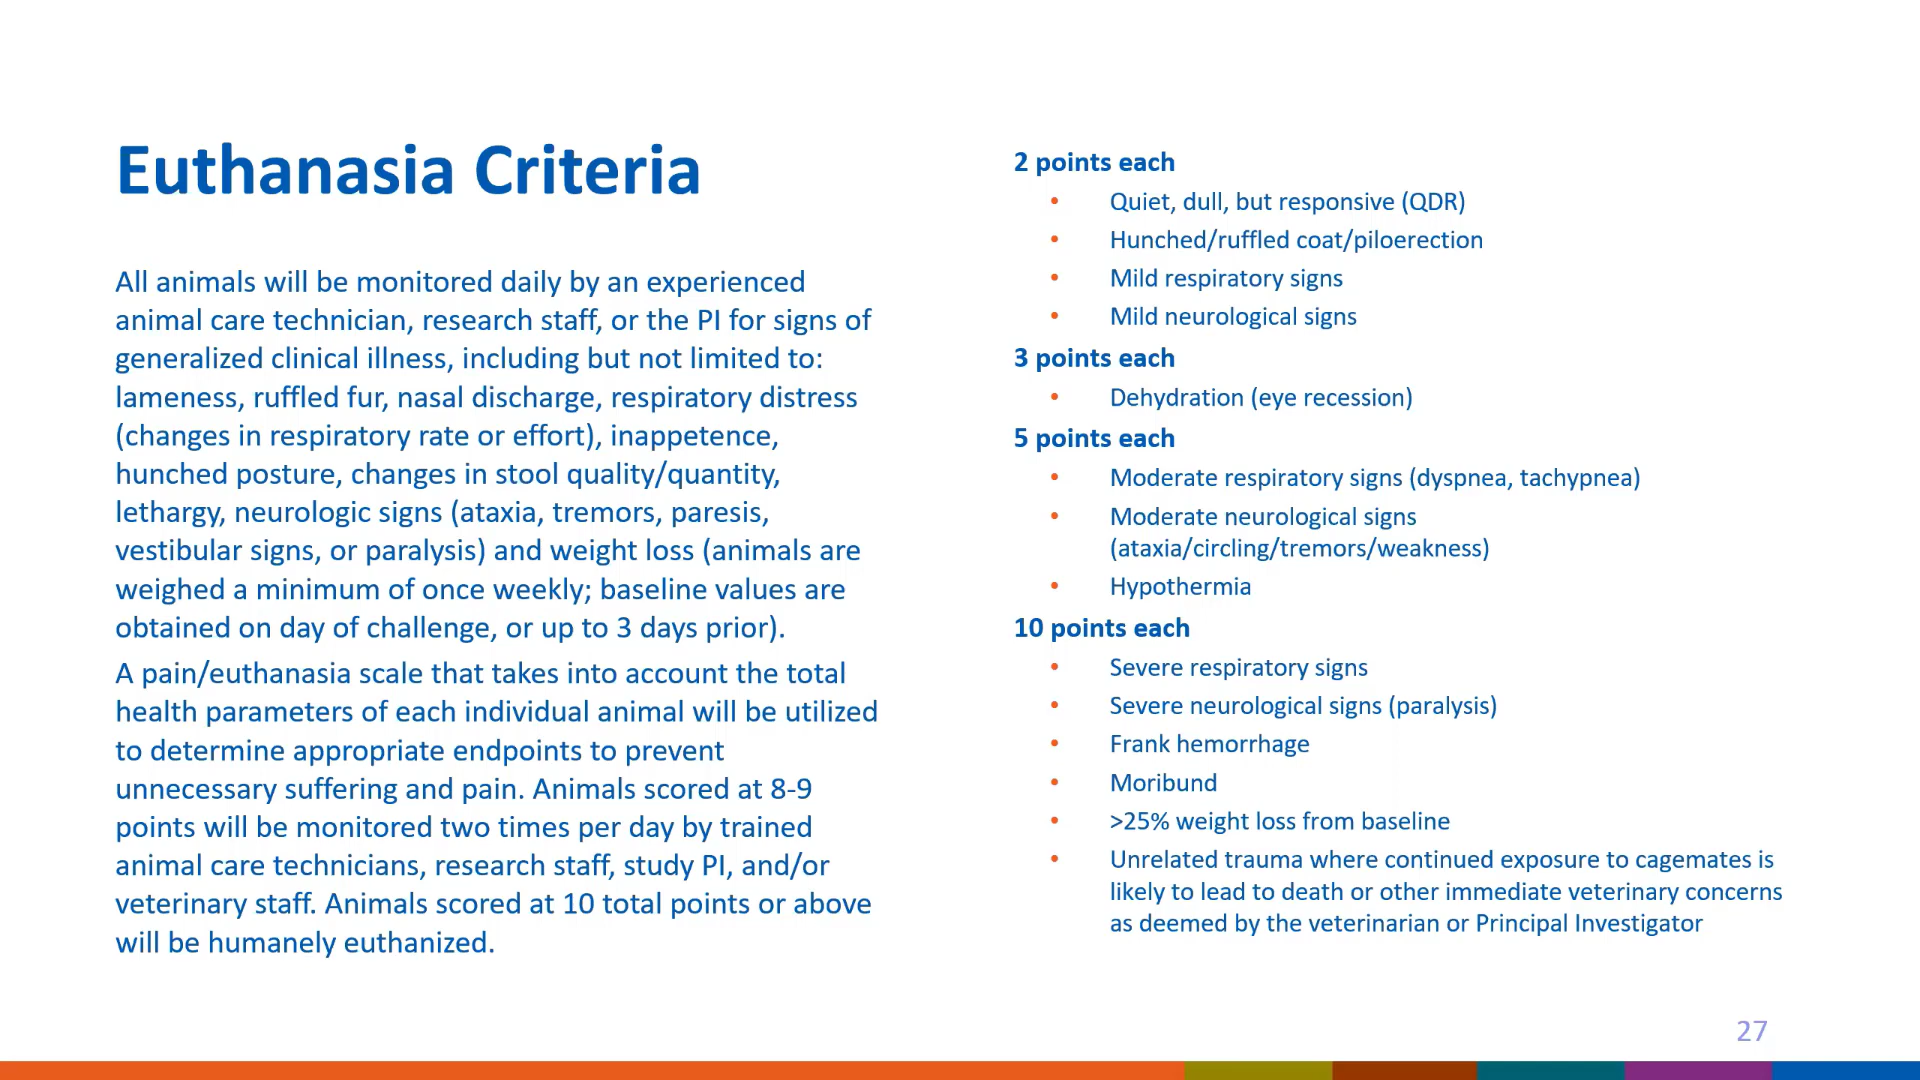 Euthanasia Criteria
All animals will be monitored daily by an experienced
animal care technician, research staff, or the PI for signs of
generalized clinical illness, including but not limited to:
lameness, ruffled fur, nasal discharge, respiratory distress
(changes in respiratory rate or effort), inappetence,
hunched posture, changes in stool quality/quantity,
lethargy, neurologic signs (ataxia, tremors, paresis,
vestibular signs, or paralysis) and weight loss (animals are
weighed a minimum of once weekly; baseline values are
obtained on day of challenge, or up to 3 days prior).
A pain/euthanasia scale that takes into account the total
health parameters of each individual animal will be utilized
to determine appropriate endpoints to prevent
unnecessary suffering and pain. Animals scored at 8-9
points will be monitored two times per day by trained
animal care technicians, research staff, study PI, and/or
veterinary staff. Animals scored at 10 total points or above
will be humanely euthanized.
2 points each
• Quiet, dull, but responsive (QDR)
• Hunched/ruffled coat/piloerection
• Mild respiratory signs
• Mild neurological signs
3 points each
• Dehydration (eye recession)
5 points each
• Moderate respiratory signs (dyspnea, tachypnea)
• Moderate neurological signs
(ataxia/circling/tremors/weakness)
• Hypothermia
10 points each
• Severe respiratory signs
• Severe neurological signs (paralysis)
• Frank hemorrhage
• Moribund
• >25% weight loss from baseline
• Unrelated trauma where continued exposure to cagemates is
likely to lead to death or other immediate veterinary concerns
as deemed by the veterinarian or Principal Investigator
27